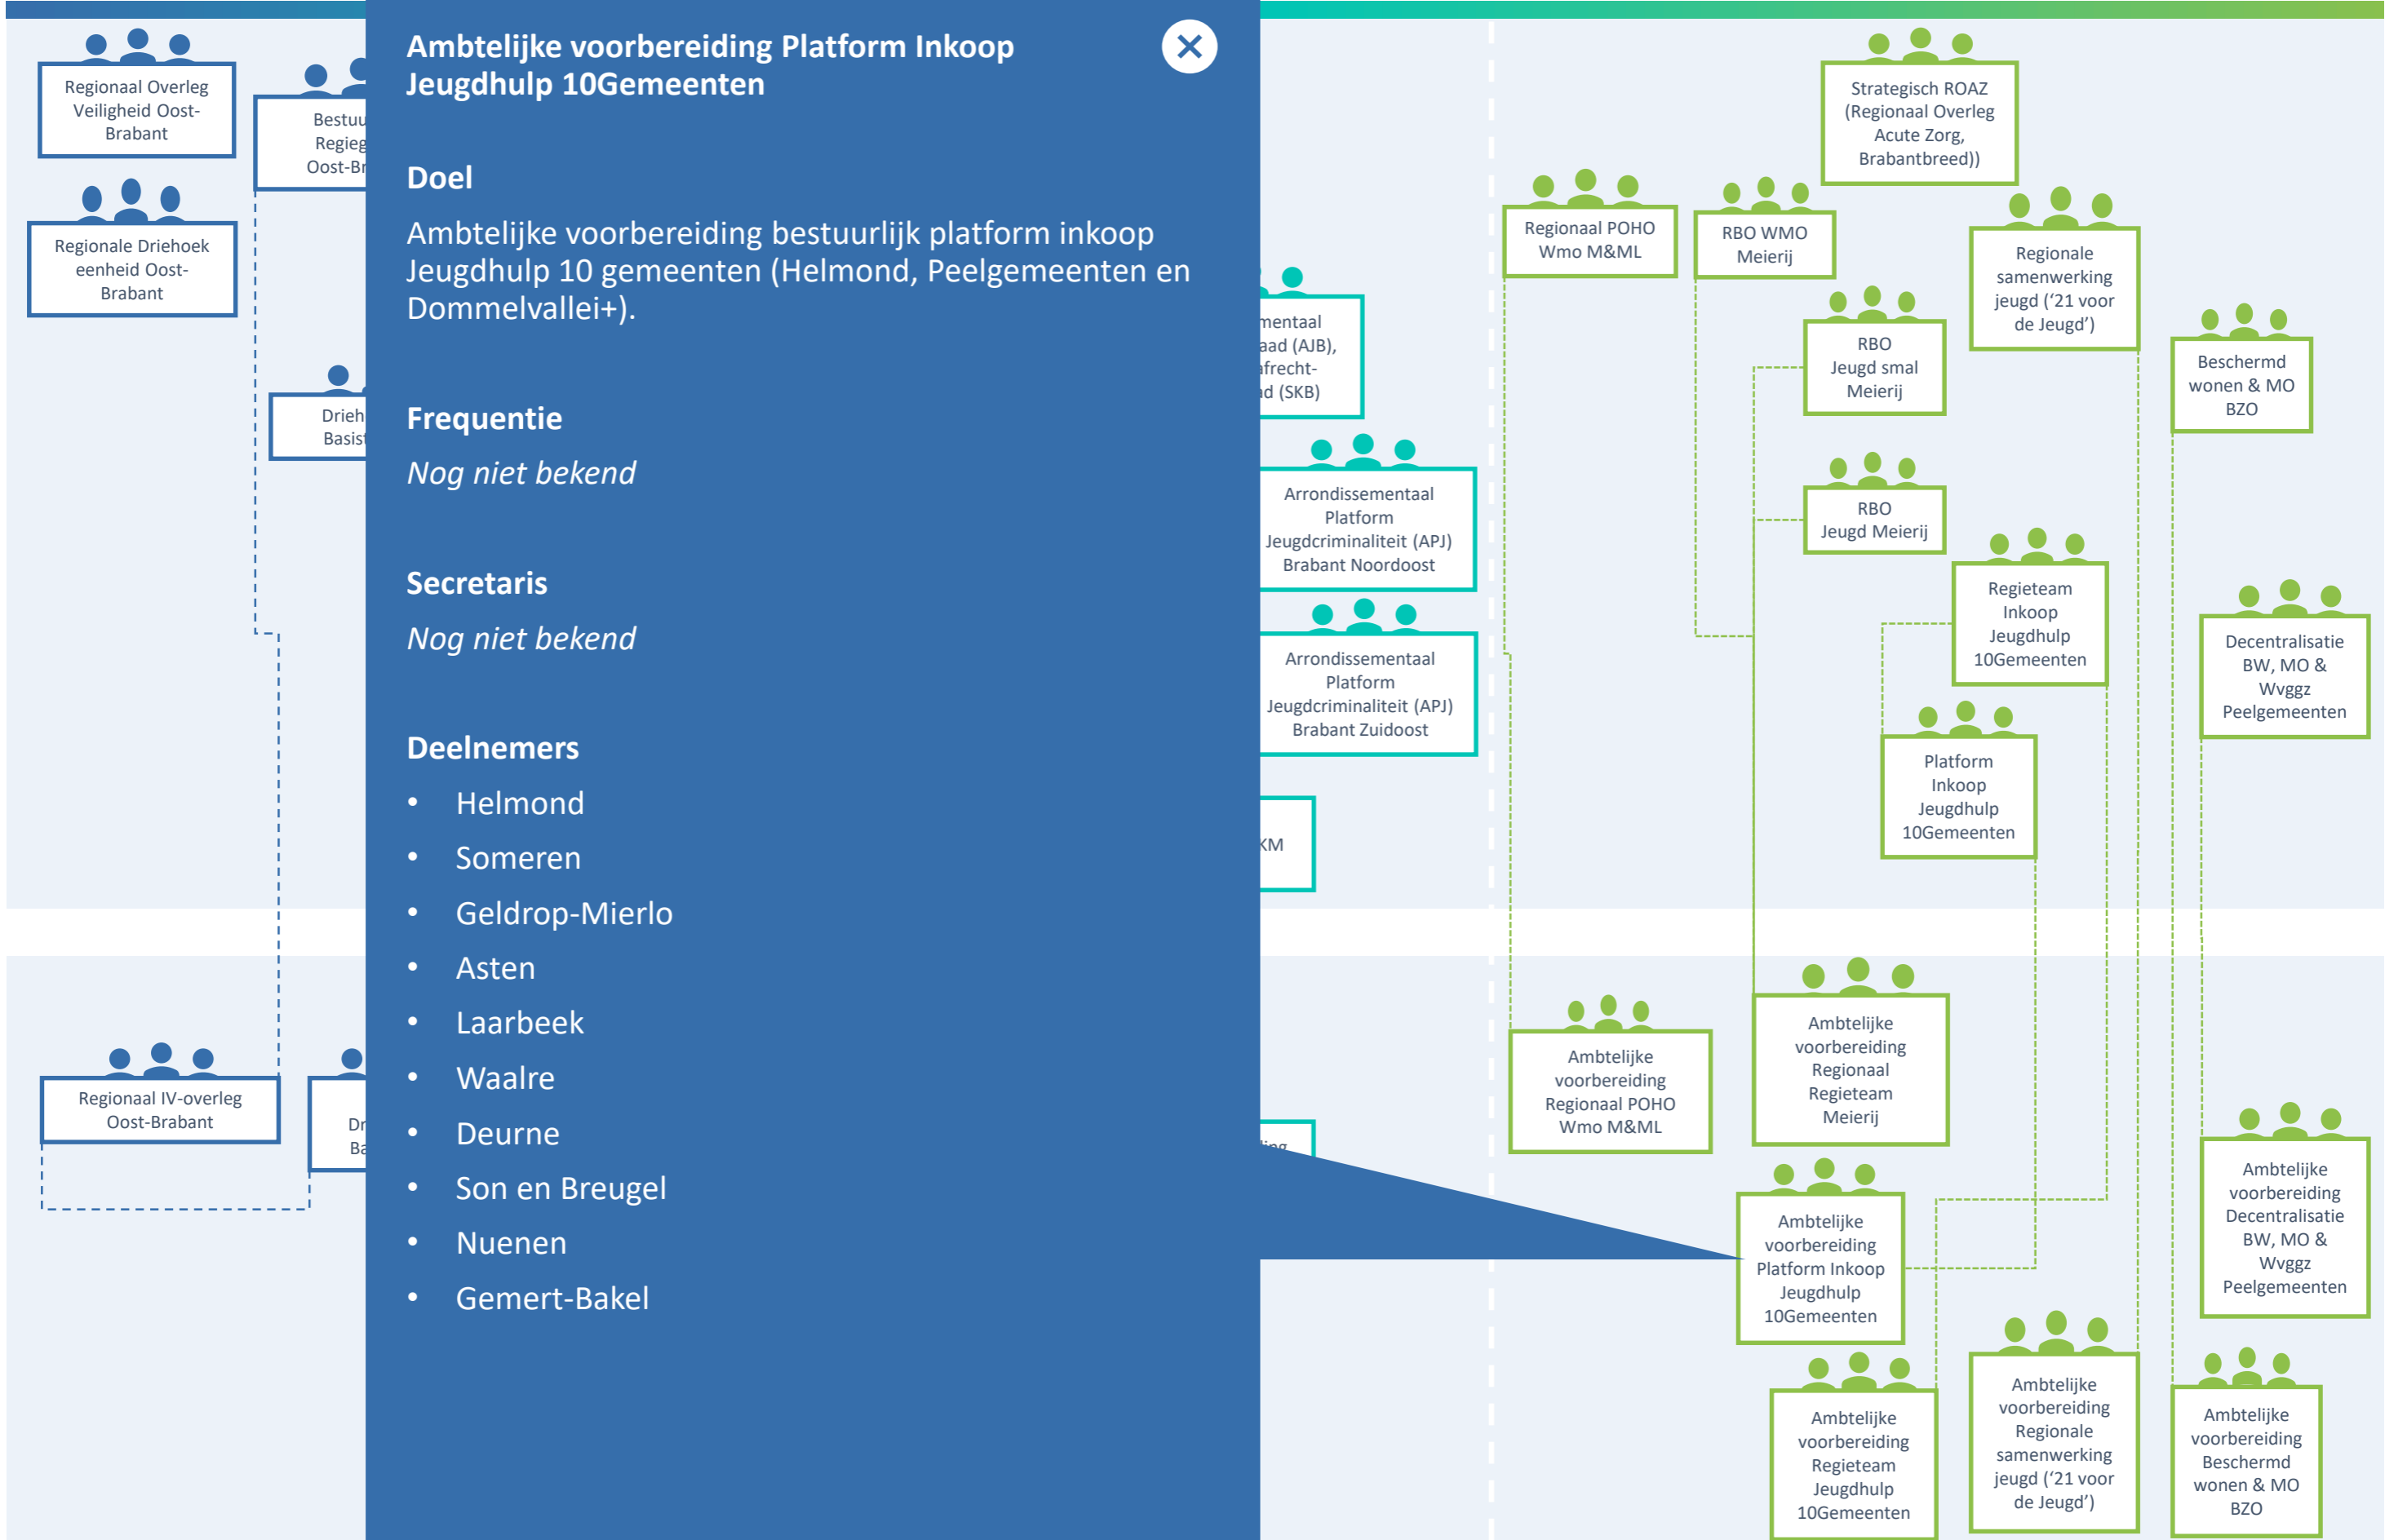 Regionaal Overleg
Veiligheid Oost-
Brabant
Regionale Driehoek
eenheid Oost-
Brabant
Regionaal IV-overleg
Oost-Brabant
Ambtelijke voorbereiding Platform Inkoop
Jeugdhulp 10Gemeenten
Doel
Ambtelijke voorbereiding bestuurlijk platform inkoop
Jeugdhulp 10 gemeenten (Helmond, Peelgemeenten en
Dommelvallei+).
Frequentie
Nog niet bekend
Secretaris
Nog niet bekend
Deelnemers
• Helmond
• Someren
• Geldrop-Mierlo
• Asten
• Laarbeek
• Waalre
• Deurne
• Son en Breugel
• Nuenen
• Gemert-Bakel
(AJB),
(SKB)
Arrondissementaal
Platform
Jeugdcriminaliteit (APJ)
Brabant Noordoost
Arrondissementaal
Platform
Jeugdcriminaliteit (APJ)
Brabant Zuidoost
Strategisch ROAZ
(Regionaal Overleg
Acute Zorg,
Brabantbreed))
Regionaal POHO
Wmo M&ML
RBO WMO
Meierij
Regionale
samenwerking
jeugd (‘21 voor
de Jeugd’)
RBO
Jeugd smal
Meierij
Beschermd
wonen & MO
BZO
RBO
Jeugd Meierij
Regieteam
Inkoop
Jeugdhulp
10Gemeenten
Decentralisatie
BW, MO &
Wvggz
Peelgemeenten
Platform
Inkoop
Jeugdhulp
10Gemeenten
Ambtelijke
voorbereiding
Regionaal POHO
Wmo M&ML
Ambtelijke
voorbereiding
Regionaal
Regieteam
Meierij
Ambtelijke
voorbereiding
Platform Inkoop
Jeugdhulp
10Gemeenten
Ambtelijke
voorbereiding
Decentralisatie
BW, MO &
Wvggz
Peelgemeenten
Ambtelijke
voorbereiding
Regieteam
Jeugdhulp
10Gemeenten
Ambtelijke
voorbereiding
Regionale
samenwerking
jeugd (‘21 voor
de Jeugd’)
Ambtelijke
voorbereiding
Beschermd
wonen & MO
BZO